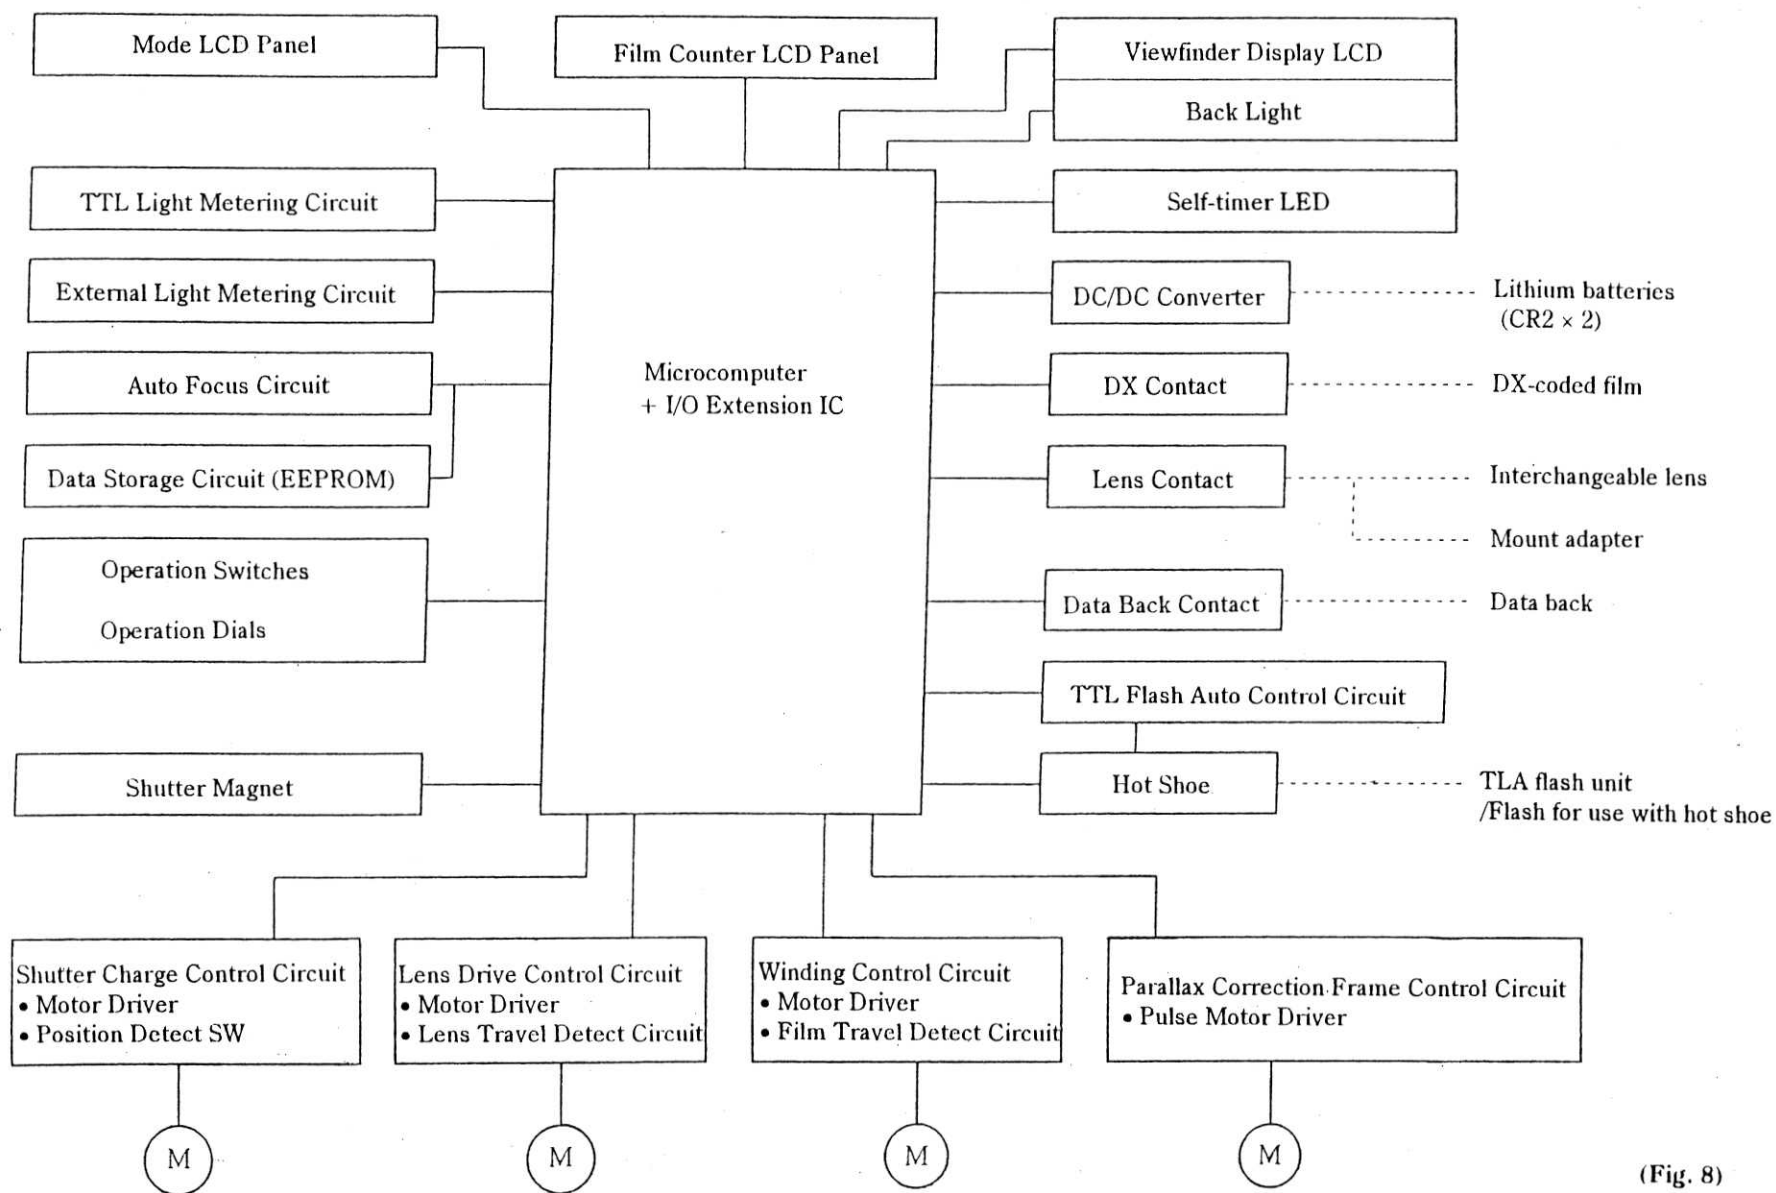 Mode LCD Panel
Film Counter LCD Panel
Viewfinder Display LCD
Back Light
TTL Light Metering Circuit
Self-timer LED
External Light Metering Circuit
DC/DC Converter
Lithium batteries
(CR2 × 2)
Auto Focus Circuit
Microcomputer
+ I/O Extension IC
DX Contact
DX-coded film
Data Storage Circuit (EEPROM)
Lens Contact
Interchangeable lens
Mount adapter
Operation Switches
Operation Dials
Data Back Contact
Data back
TTL Flash Auto Control Circuit
Shutter Magnet
Hot Shoe
TLA flash unit
/Flash for use with hot shoe
Shutter Charge Control Circuit
• Motor Driver
• Position Detect SW
Lens Drive Control Circuit
• Motor Driver
• Lens Travel Detect Circuit
Winding Control Circuit
• Motor Driver
• Film Travel Detect Circuit
Parallax Correction Frame Control Circuit
• Pulse Motor Driver
M
M
M
M
(Fig. 8)